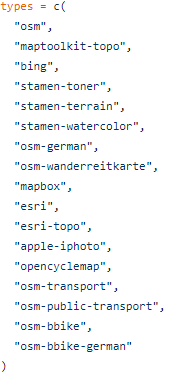 types = c(
"osm",
"maptoolkit-topo",
"bing",
"stamen-toner",
"stamen-terrain",
"stamen-watercolor",
"osm-german",
"osm-wanderreitkarte",
"mapbox",
"esri",
"esri-topo",
"apple-iphoto",
"opencyclemap",
"osm-transport",
"osm-public-transport",
"osm-bbike",
"osm-bbike-german"
)